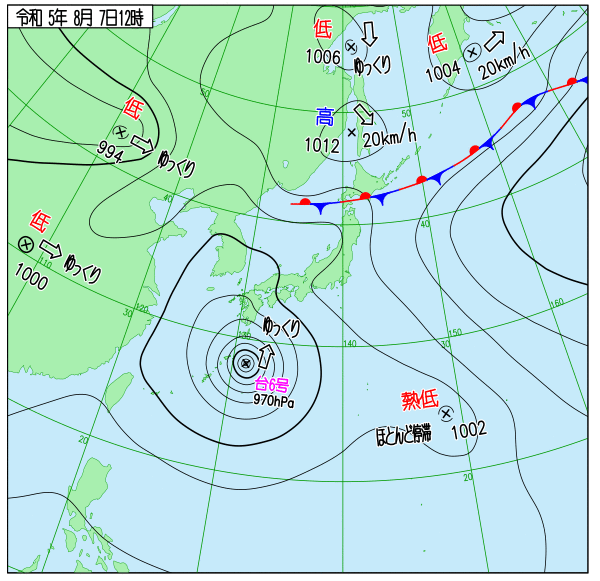 令和 5年 8月 7日12時
低
1006
ゆっくり
低
1004
20km/h
高
1012
20km/h
低
994
ゆっくり
低
1000
ゆっくり
50
50
40
40
110
30
120
130
140
150
30
160
20
20
ゆっくり
台6号
970hPa
熱低
1002
ほとんど停滞